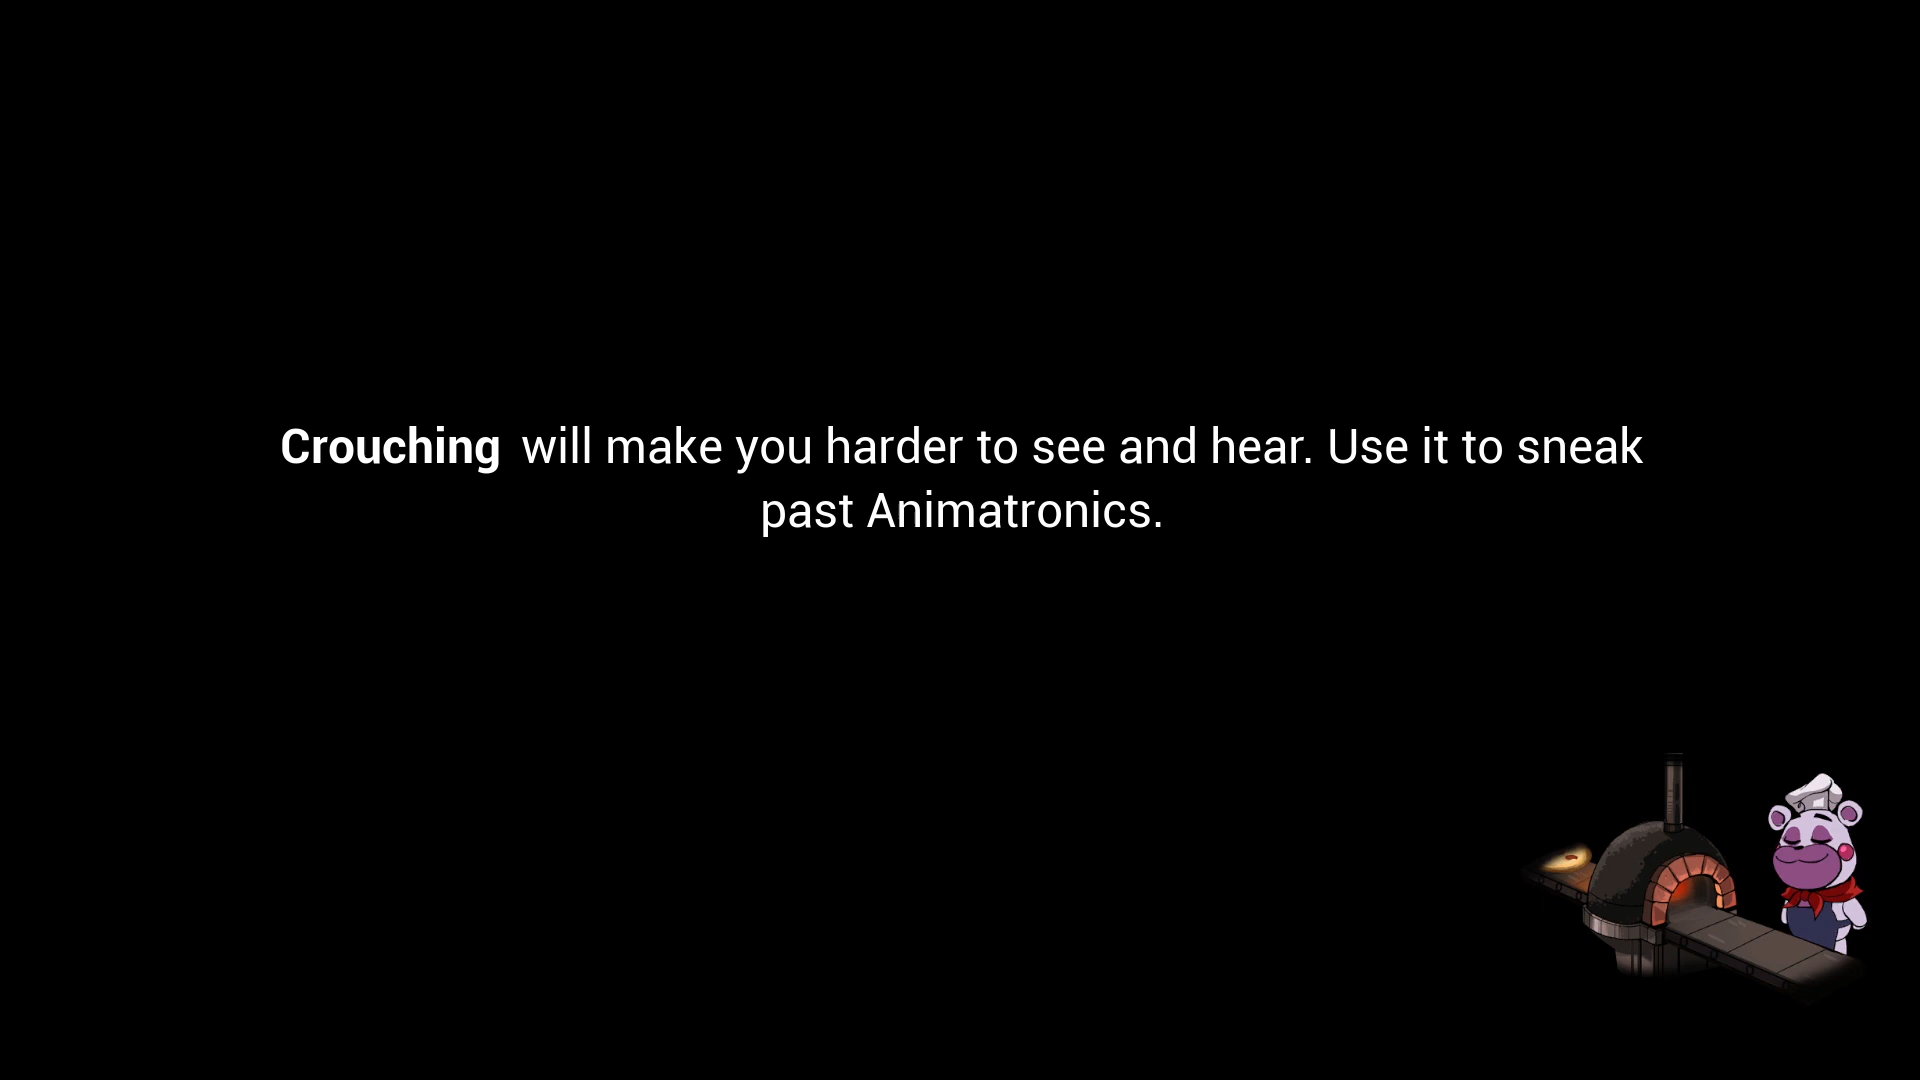 Crouching will make you harder to see and hear. Use it to sneak
past Animatronics.